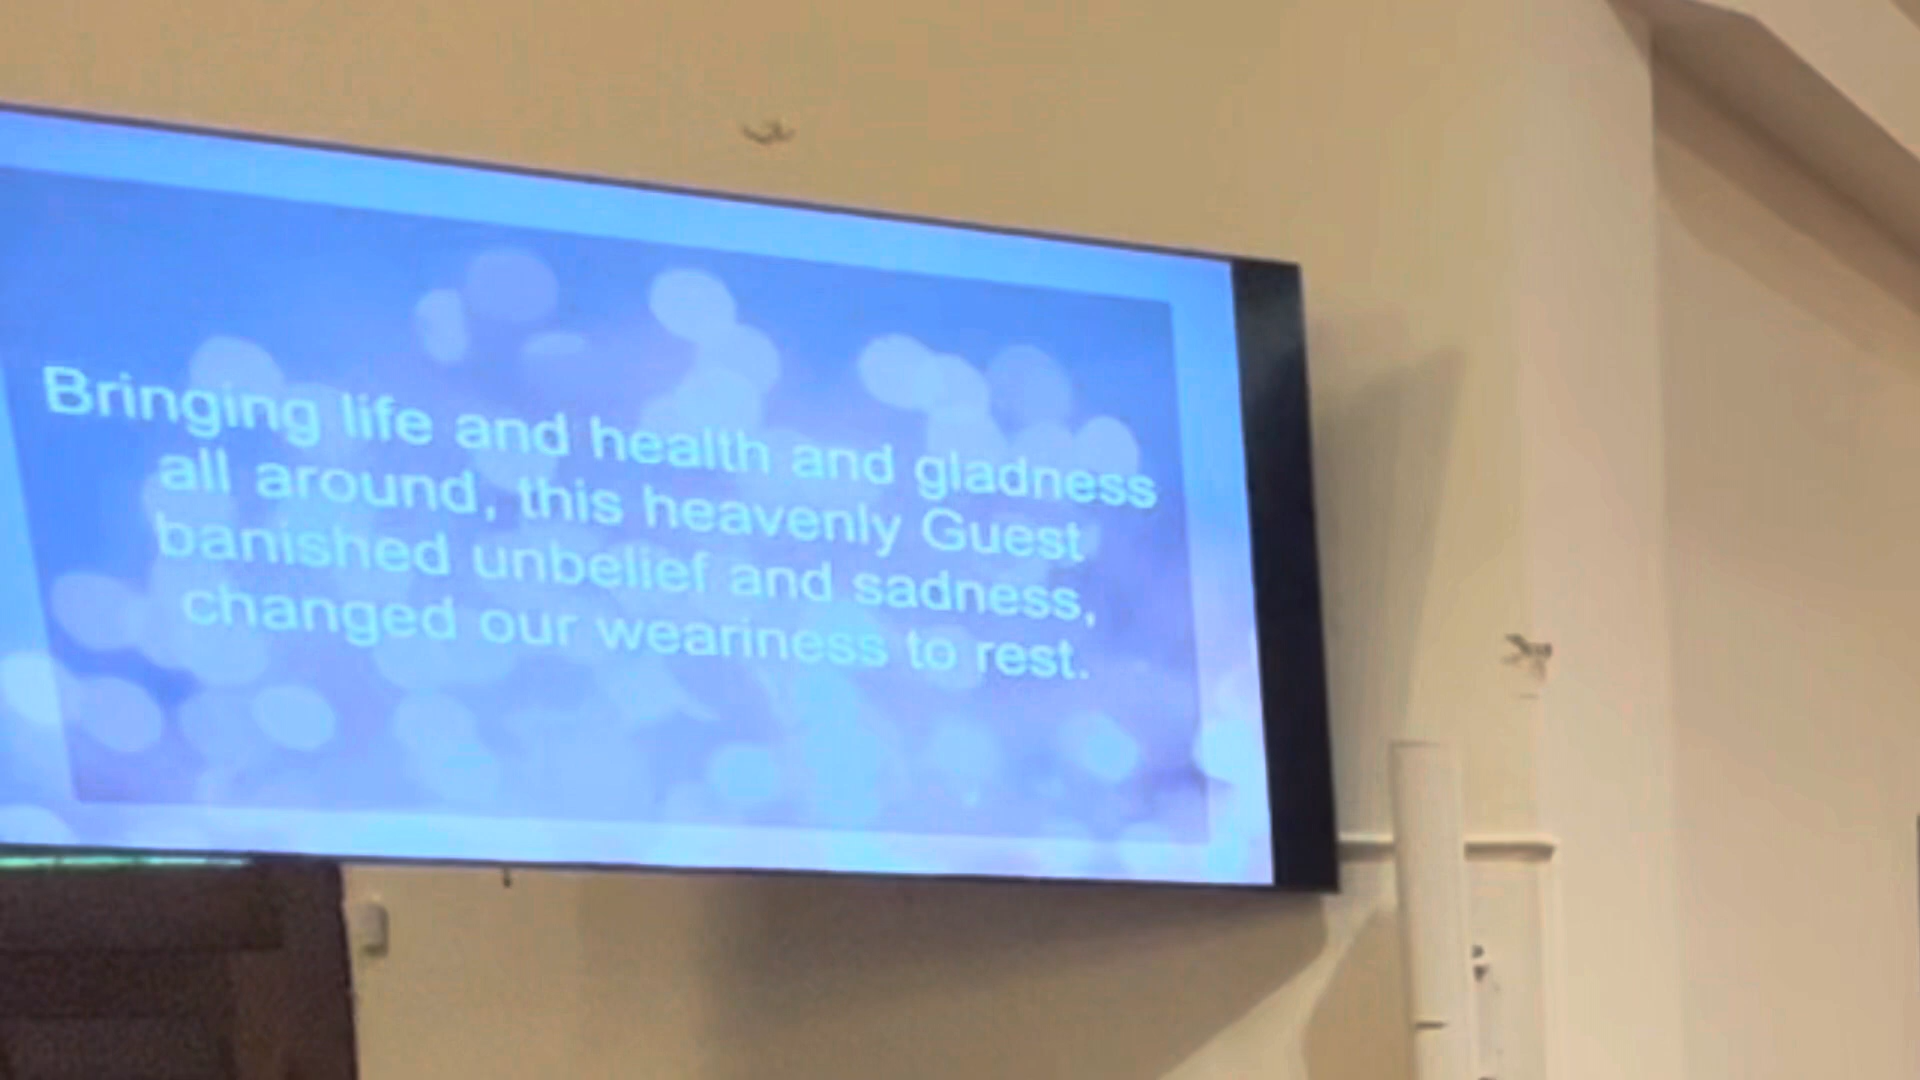 Bringing life and health and gladness
all around, this heavenly Guest
banished unbelief and sadness,
changed our weariness to rest.